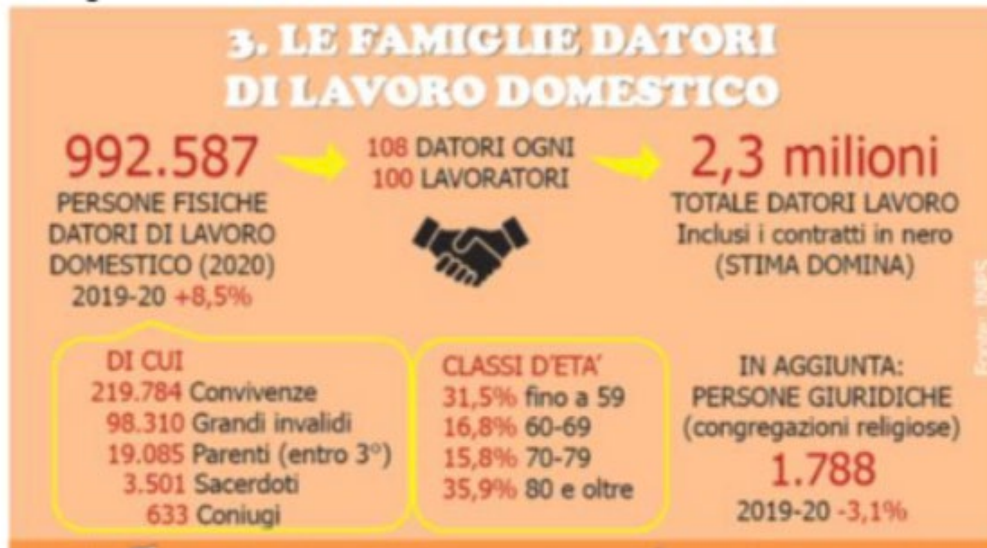 3. LE FAMIGLIE DATORI
DI LAVORO DOMESTICO
992.587
PERSONE FISICHE
DATORI DI LAVORO
DOMESTICO (2020)
2019-20 +8,5%
108 DATORI OGNI
100 LAVORATORI
2,3 milioni
TOTALE DATORI LAVORO
Inclusi i contratti in nero
(STIMA DOMINA)
DI CUI
219.784 Convivenze
98.310 Grandi invalidi
19.085 Parenti (entro 3°)
3.501 Sacerdoti
633 Coniugi
CLASSI D'ETA'
31,5% fino a 59
16,8% 60-69
15,8% 70-79
35,9% 80 e oltre
IN AGGIUNTA:
PERSONE GIURIDICHE
(congregazioni religiose)
1.788
2019-20 -3,1%
Fonte: INPS